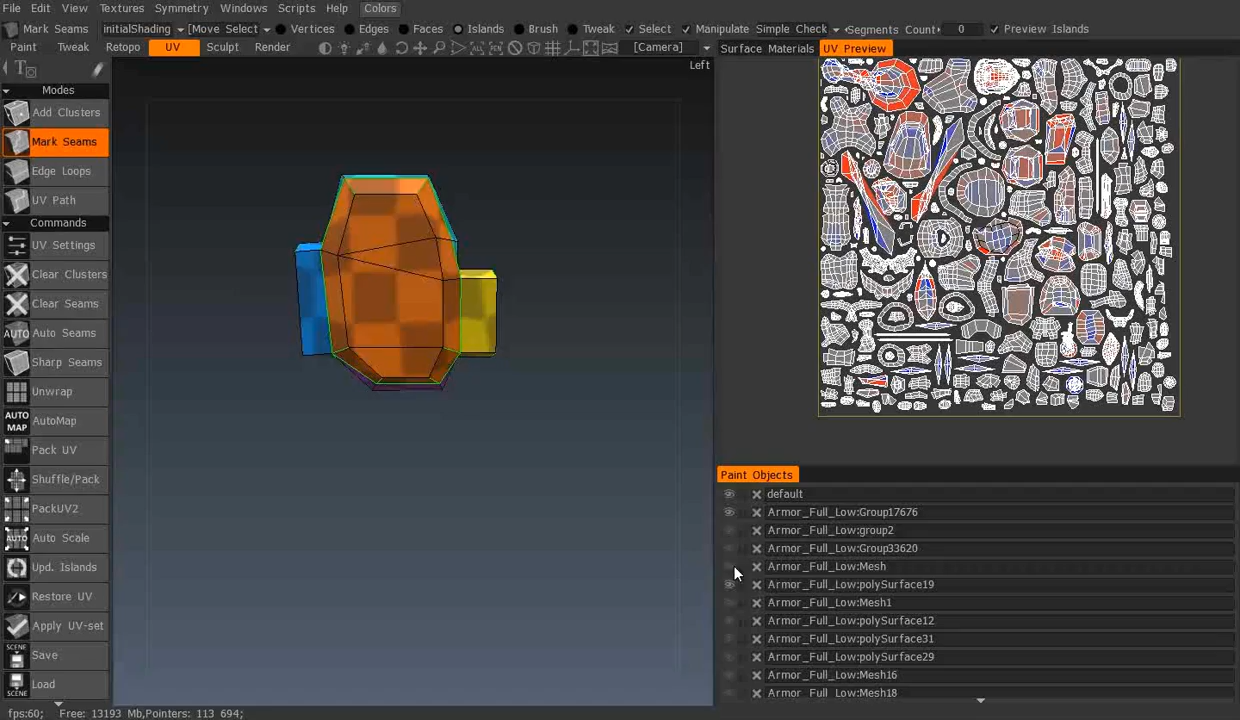 File Edit View Textures Symmetry Windows Scripts Help Colors
Mark Seams initialShading [Move Select] Vertices Edges Faces Islands Brush Tweak Select Manipulate Simple Check Segments Count: 0 Preview Islands
Paint Tweak Retopo UV Sculpt Render [Camera] Surface Materials UV Preview
Left
Modes
Add Clusters
Mark Seams
Edge Loops
UV Path
Commands
UV Settings
Clear Clusters
Clear Seams
AUTO Auto Seams
Sharp Seams
Unwrap
AUTO MAP AutoMap
Pack UV
Shuffle/Pack
PackUV2
AUTO Auto Scale
Upd. Islands
Restore UV
Apply UV-set
SCENE Save
SCENE Load
Paint Objects
default
Armor_Full_Low:Group17676
Armor_Full_Low:group2
Armor_Full_Low:Group33620
Armor_Full_Low:Mesh
Armor_Full_Low:polySurface19
Armor_Full_Low:Mesh1
Armor_Full_Low:polySurface12
Armor_Full_Low:polySurface31
Armor_Full_Low:polySurface29
Armor_Full_Low:Mesh16
Armor_Full_Low:Mesh18
fps:60; Free: 13193 Mb,Pointers: 113 694;